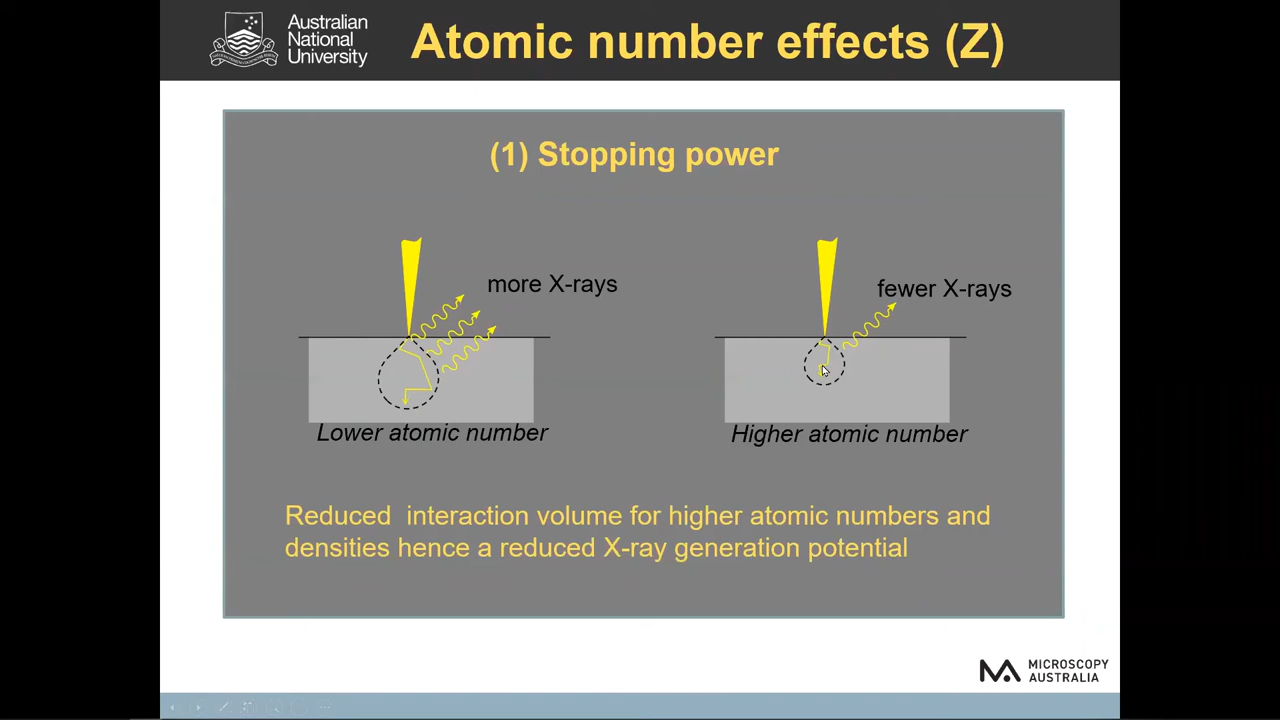 Australian
National
University
Atomic number effects (Z)
(1) Stopping power
more X-rays
fewer X-rays
Lower atomic number
Higher atomic number
Reduced interaction volume for higher atomic numbers and
densities hence a reduced X-ray generation potential
MICROSCOPY
AUSTRALIA